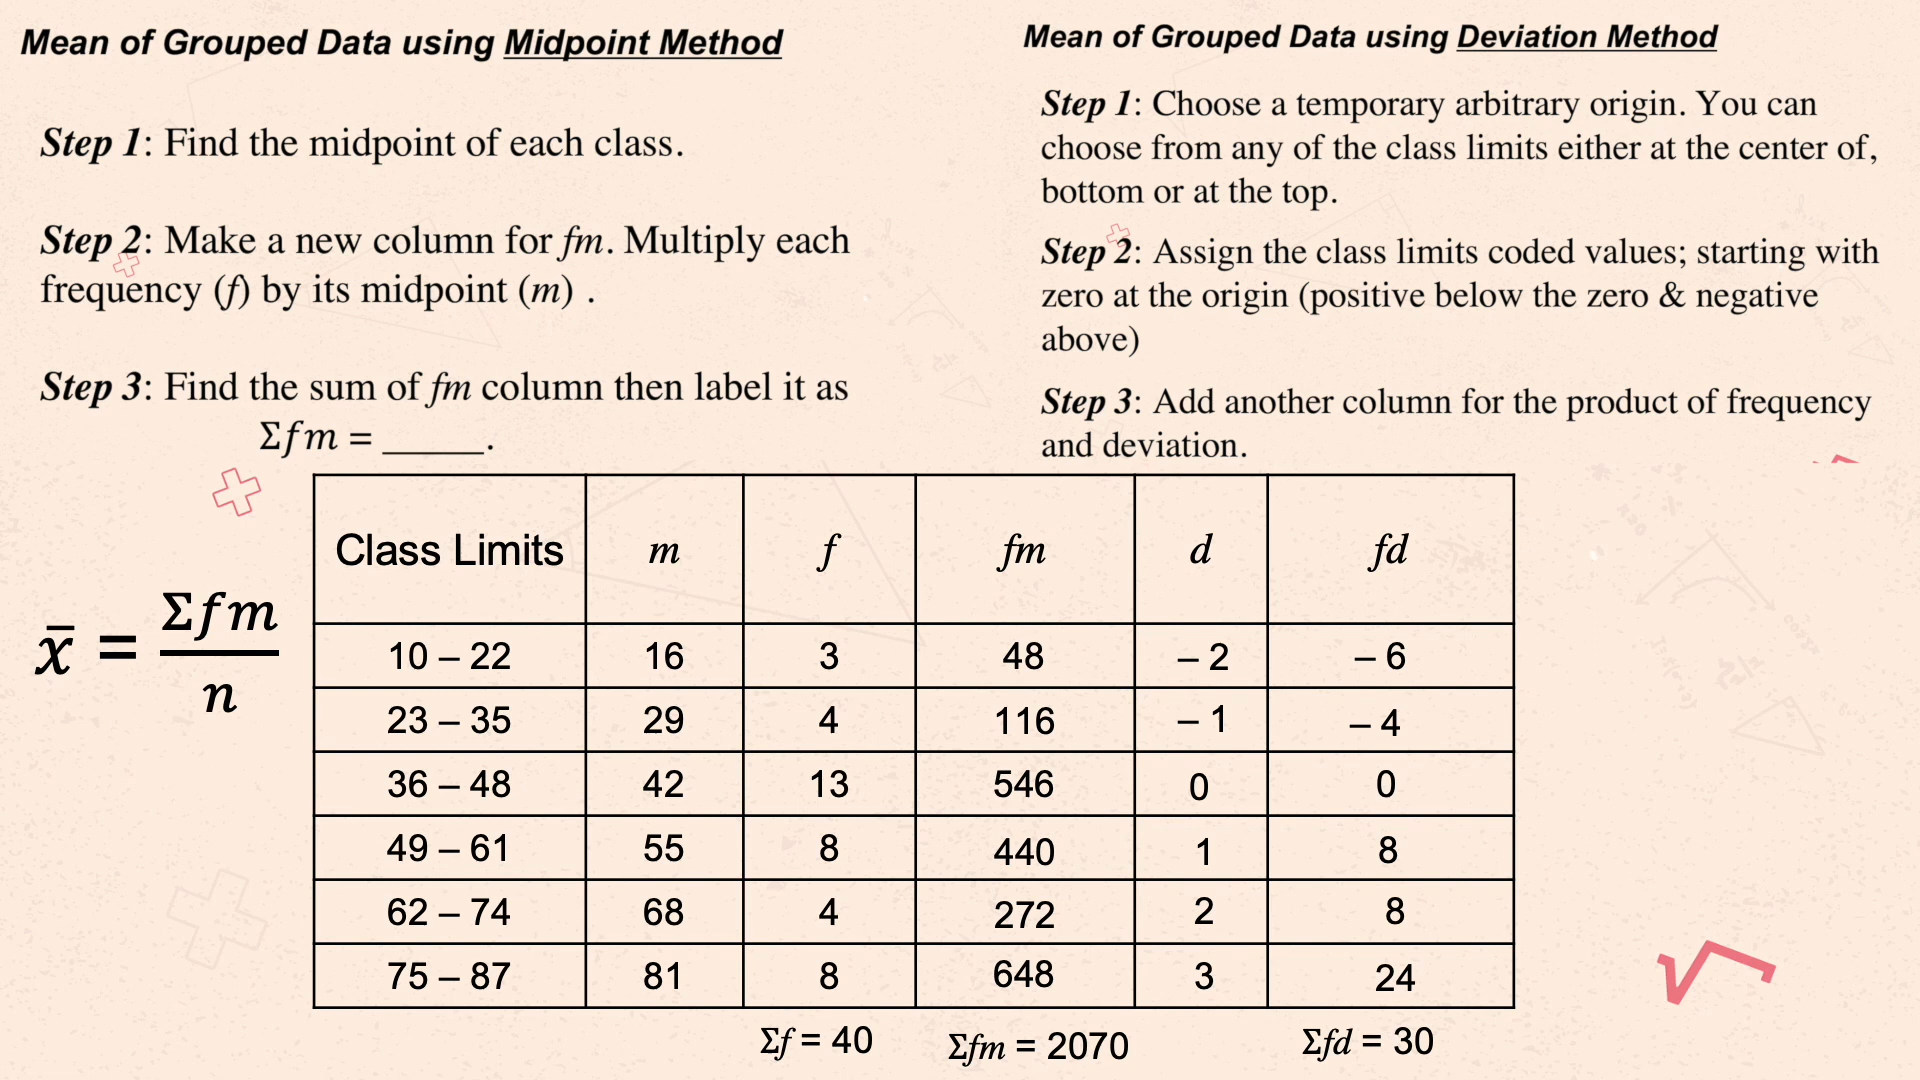 Mean of Grouped Data using Midpoint Method
Step 1: Find the midpoint of each class.
Step 2: Make a new column for fm. Multiply each
frequency (f) by its midpoint (m) .
Step 3: Find the sum of fm column then label it as
Σfm = _____.
Mean of Grouped Data using Deviation Method
Step 1: Choose a temporary arbitrary origin. You can
choose from any of the class limits either at the center of,
bottom or at the top.
Step 2: Assign the class limits coded values; starting with
zero at the origin (positive below the zero & negative
above)
Step 3: Add another column for the product of frequency
and deviation.
x̄ = Σfm / n
Class Limits m f fm d fd
10 – 22 16 3 48 – 2 – 6
23 – 35 29 4 116 – 1 – 4
36 – 48 42 13 546 0 0
49 – 61 55 8 440 1 8
62 – 74 68 4 272 2 8
75 – 87 81 8 648 3 24
Σf = 40 Σfm = 2070 Σfd = 30